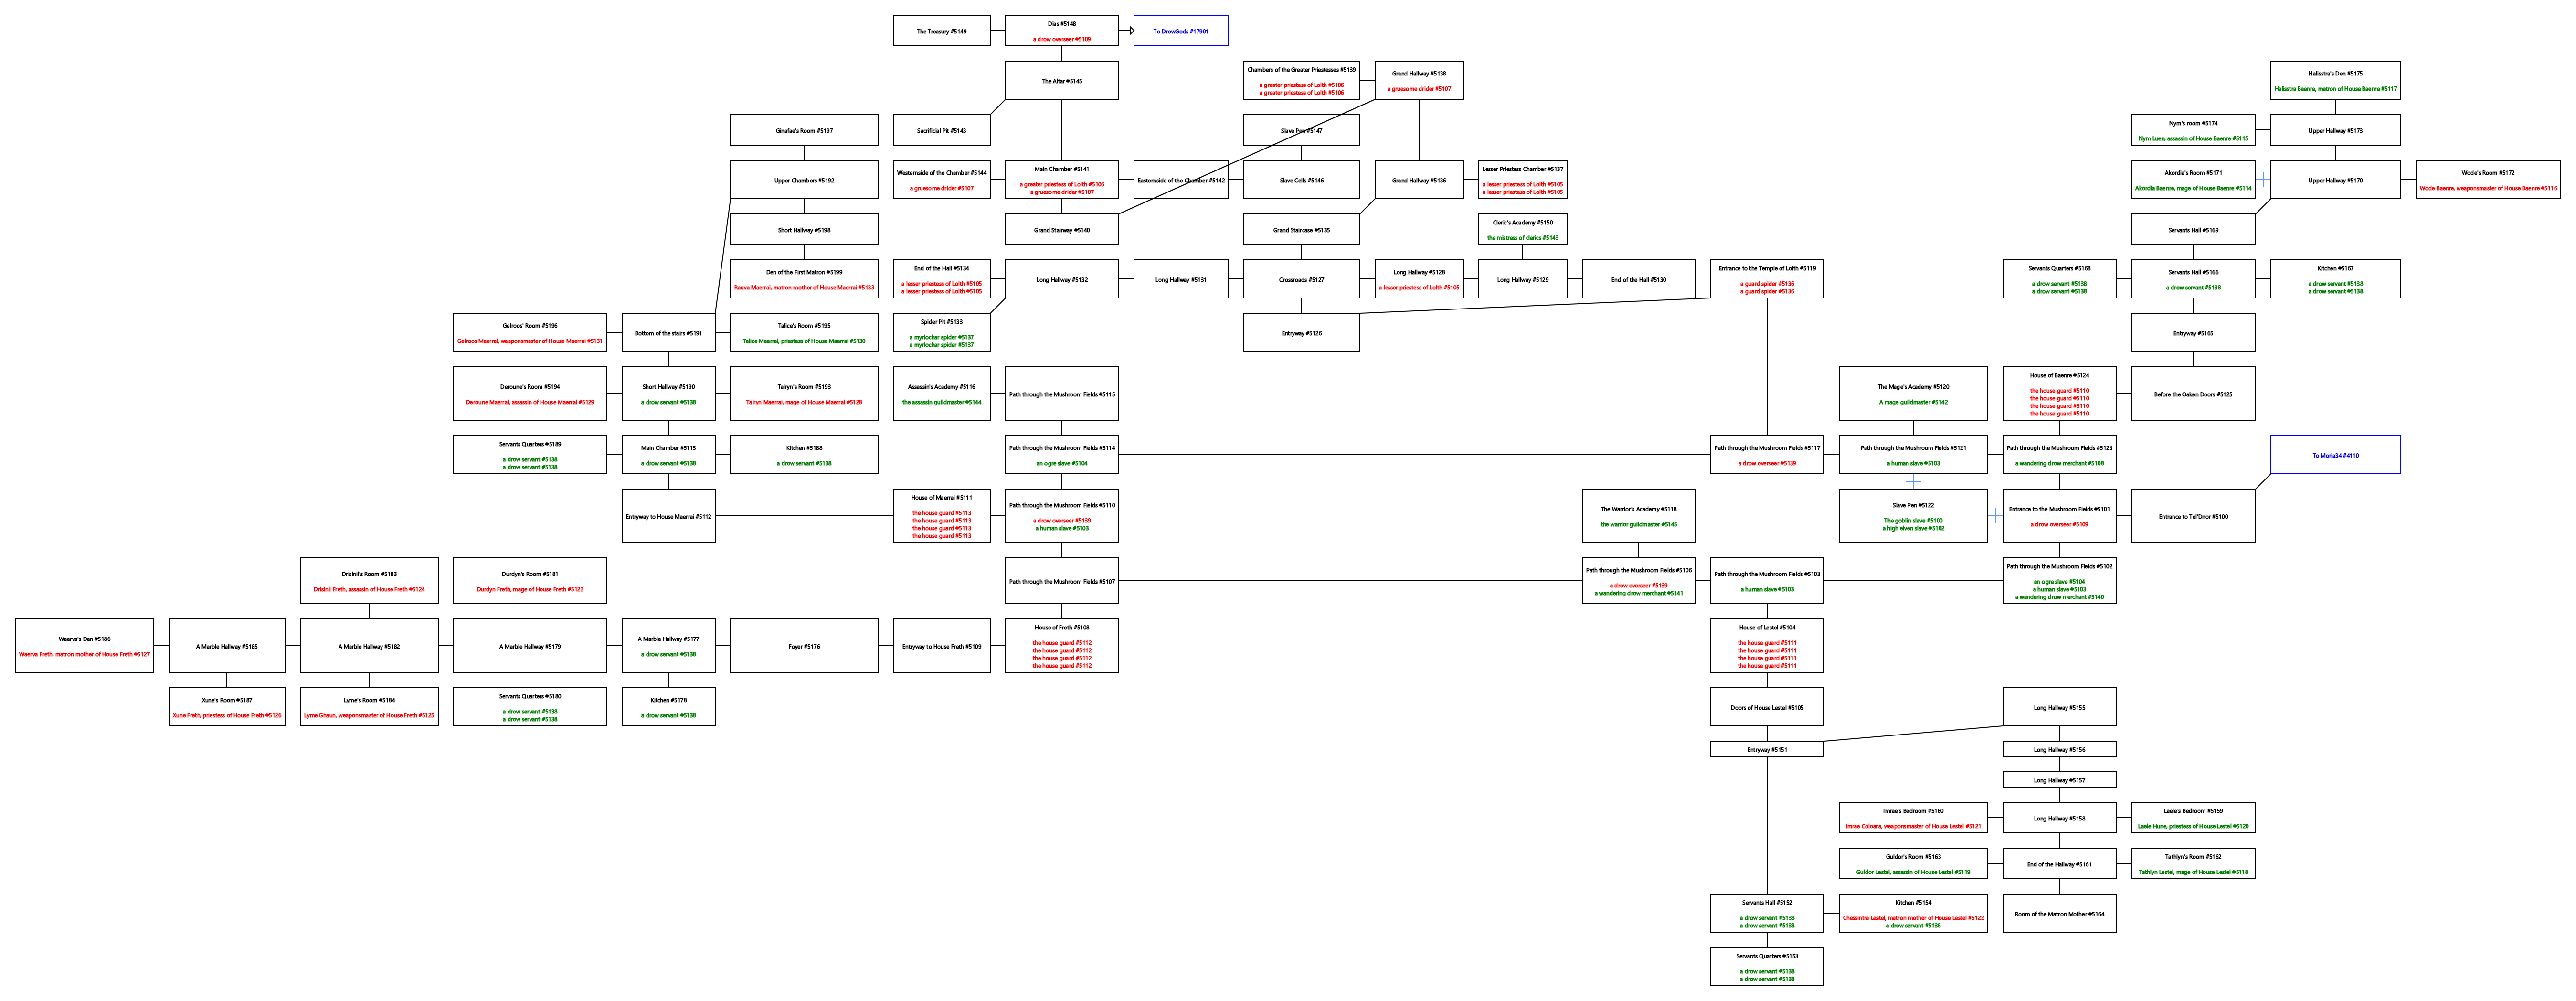 The Treasury #5149
Dias #5148
a drow overseer #5109
To DrowGods #17901
The Altar #5145
Chambers of the Greater Priestesses #5139
a greater priestess of Lolth #5106
a greater priestess of Lolth #5106
Grand Hallway #5138
a gruesome drider #5107
Halisstra's Den #5175
Halisstra Baenre, matron of House Baenre #5117
Ginafae's Room #5197
Sacrificial Pit #5143
Slave Pen #5147
Nym's room #5174
Nym Luen, assassin of House Baenre #5115
Upper Hallway #5173
Upper Chambers #5192
Westernside of the Chamber #5144
a gruesome drider #5107
Main Chamber #5141
a greater priestess of Lolth #5106
a gruesome drider #5107
Easternside of the Chamber #5142
Slave Cells #5146
Grand Hallway #5136
Lesser Priestess Chamber #5137
a lesser priestess of Lolth #5105
a lesser priestess of Lolth #5105
Akordia's Room #5171
Akordia Baenre, mage of House Baenre #5114
Upper Hallway #5170
Wode's Room #5172
Wode Baenre, weaponsmaster of House Baenre #5116
Short Hallway #5198
Grand Stairway #5140
Grand Staircase #5135
Cleric's Academy #5150
the mistress of clerics #5143
Servants Hall #5169
Den of the First Matron #5199
Rauva Maerrai, matron mother of House Maerrai #5133
End of the Hall #5134
a lesser priestess of Lolth #5105
a lesser priestess of Lolth #5105
Long Hallway #5132
Long Hallway #5131
Crossroads #5127
Long Hallway #5128
a lesser priestess of Lolth #5105
Long Hallway #5129
End of the Hall #5130
Entrance to the Temple of Lolth #5119
a guard spider #5136
a guard spider #5136
Servants Quarters #5168
a drow servant #5138
a drow servant #5138
Servants Hall #5166
a drow servant #5138
Kitchen #5167
a drow servant #5138
a drow servant #5138
Gelroos' Room #5196
Gelroos Maerrai, weaponsmaster of House Maerrai #5131
Bottom of the stairs #5191
Talice's Room #5195
Talice Maerrai, priestess of House Maerrai #5130
Spider Pit #5133
a myrlochar spider #5137
a myrlochar spider #5137
Entryway #5126
Entryway #5165
Deroune's Room #5194
Deroune Maerrai, assassin of House Maerrai #5129
Short Hallway #5190
a drow servant #5138
Talryn's Room #5193
Talryn Maerrai, mage of House Maerrai #5128
Assassin's Academy #5116
the assassin guildmaster #5144
Path through the Mushroom Fields #5115
The Mage's Academy #5120
A mage guildmaster #5142
House of Baenre #5124
the house guard #5110
the house guard #5110
the house guard #5110
the house guard #5110
Before the Oaken Doors #5125
Servants Quarters #5189
a drow servant #5138
a drow servant #5138
Main Chamber #5113
a drow servant #5138
Kitchen #5188
a drow servant #5138
Path through the Mushroom Fields #5114
an ogre slave #5104
Path through the Mushroom Fields #5117
a drow overseer #5139
Path through the Mushroom Fields #5121
a human slave #5103
Path through the Mushroom Fields #5123
a wandering drow merchant #5108
To Moria34 #4110
Entryway to House Maerrai #5112
House of Maerrai #5111
the house guard #5113
the house guard #5113
the house guard #5113
the house guard #5113
Path through the Mushroom Fields #5110
a drow overseer #5139
a human slave #5103
The Warrior's Academy #5118
the warrior guildmaster #5145
Slave Pen #5122
The goblin slave #5100
a high elven slave #5102
Entrance to the Mushroom Fields #5101
a drow overseer #5109
Entrance to Tel'Dnor #5100
Drisinil's Room #5183
Drisinil Freth, assassin of House Freth #5124
Durdyn's Room #5181
Durdyn Freth, mage of House Freth #5123
Path through the Mushroom Fields #5107
Path through the Mushroom Fields #5106
a drow overseer #5139
a wandering drow merchant #5141
Path through the Mushroom Fields #5103
a human slave #5103
Path through the Mushroom Fields #5102
an ogre slave #5104
a human slave #5103
a wandering drow merchant #5140
Waerva's Den #5186
Waerva Freth, matron mother of House Freth #5127
A Marble Hallway #5185
A Marble Hallway #5182
A Marble Hallway #5179
A Marble Hallway #5177
a drow servant #5138
Foyer #5176
Entryway to House Freth #5109
House of Freth #5108
the house guard #5112
the house guard #5112
the house guard #5112
the house guard #5112
House of Lestel #5104
the house guard #5111
the house guard #5111
the house guard #5111
the house guard #5111
Xune's Room #5187
Xune Freth, priestess of House Freth #5126
Lyme's Room #5184
Lyme Ghaun, weaponsmaster of House Freth #5125
Servants Quarters #5180
a drow servant #5138
a drow servant #5138
Kitchen #5178
a drow servant #5138
Doors of House Lestel #5105
Long Hallway #5155
Entryway #5151
Long Hallway #5156
Long Hallway #5157
Imrae's Bedroom #5160
Imrae Coloara, weaponsmaster of House Lestel #5121
Long Hallway #5158
Laele's Bedroom #5159
Laele Hune, priestess of House Lestel #5120
Guldor's Room #5163
Guldor Lestel, assassin of House Lestel #5119
End of the Hallway #5161
Tathlyn's Room #5162
Tathlyn Lestel, mage of House Lestel #5118
Servants Hall #5152
a drow servant #5138
a drow servant #5138
Kitchen #5154
Chessintra Lestel, matron mother of House Lestel #5122
a drow servant #5138
Room of the Matron Mother #5164
Servants Quarters #5153
a drow servant #5138
a drow servant #5138